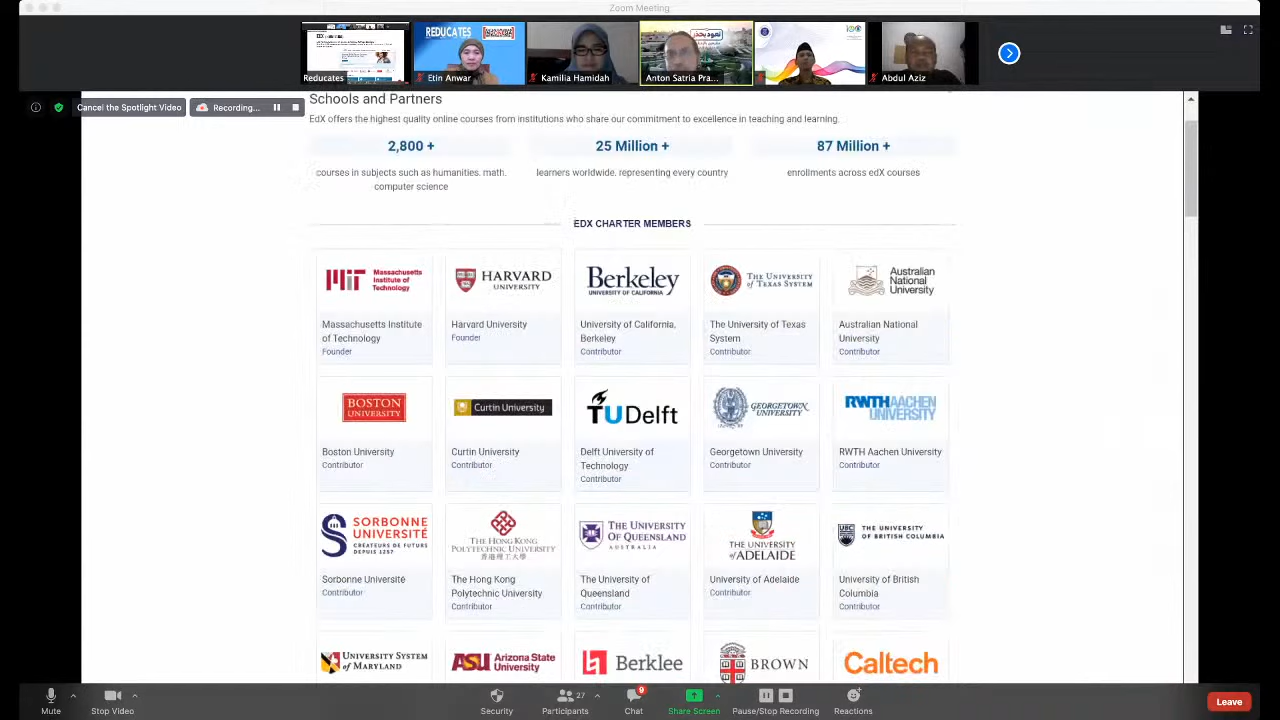 Zoom Meeting
REDUCATES
Reducates
Etin Anwar
Kamilia Hamidah
Anton Satria Pra...
Abdul Aziz
Cancel the Spotlight Video
Recording...
Schools and Partners
EdX offers the highest quality online courses from institutions who share our commitment to excellence in teaching and learning.
2,800 +
25 Million +
87 Million +
courses in subjects such as humanities, math,
computer science
learners worldwide, representing every country
enrollments across edX courses
EDX CHARTER MEMBERS
MIT Massachusetts Institute of Technology
HARVARD UNIVERSITY
Berkeley UNIVERSITY OF CALIFORNIA
THE UNIVERSITY OF TEXAS SYSTEM
Australian National University
Massachusetts Institute
of Technology
Founder
Harvard University
Founder
University of California,
Berkeley
Contributor
The University of Texas
System
Contributor
Australian National
University
Contributor
BOSTON UNIVERSITY
Curtin University
TU Delft
GEORGETOWN UNIVERSITY
RWTH AACHEN UNIVERSITY
Boston University
Contributor
Curtin University
Contributor
Delft University of
Technology
Contributor
Georgetown University
Contributor
RWTH Aachen University
Contributor
SORBONNE UNIVERSITÉ
CRÉATEURS DE FUTURS
DEPUIS 1257
THE HONG KONG
POLYTECHNIC UNIVERSITY
香港理工大學
THE UNIVERSITY
OF QUEENSLAND
AUSTRALIA
THE UNIVERSITY
of ADELAIDE
UBC THE UNIVERSITY
OF BRITISH COLUMBIA
Sorbonne Université
Contributor
The Hong Kong
Polytechnic University
Contributor
The University of
Queensland
Contributor
University of Adelaide
Contributor
University of British
Columbia
Contributor
UNIVERSITY SYSTEM
of MARYLAND
ASU Arizona State
University
Berklee
BROWN
Caltech
Mute
Stop Video
Security
27
Participants
9
Chat
Share Screen
Pause/Stop Recording
Reactions
Leave